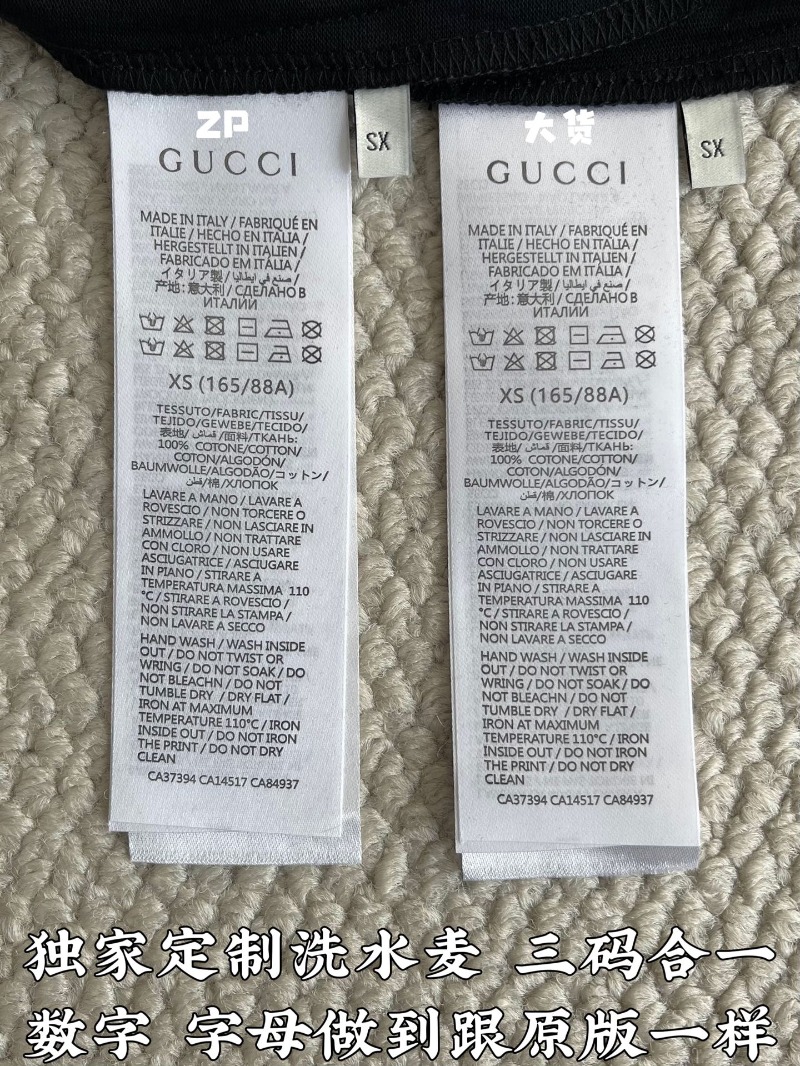 ZP
GUCCI
MADE IN ITALY / FABRIQUÉ EN
ITALIE / HECHO EN ITALIA /
HERGESTELLT IN ITALIEN /
FABRICADO EM ITÁLIA /
イタリア製 / صنع في ايطاليا /
产地: 意大利 / СДЕЛАНО В
ИТАЛИИ
XS (165/88A)
TESSUTO/FABRIC/TISSU/
TEJIDO/GEWEBE/TECIDO/
表地/ قماش /面料/ТКАНЬ:
100% COTONE/COTTON/
COTON/ALGODÓN/
BAUMWOLLE/ALGODÃO/コットン/
قطن/棉/ХЛОПОК
LAVARE A MANO / LAVARE A
ROVESCIO / NON TORCERE O
STRIZZARE / NON LASCIARE IN
AMMOLLO / NON TRATTARE
CON CLORO / NON USARE
ASCIUGATRICE / ASCIUGARE
IN PIANO / STIRARE A
TEMPERATURA MASSIMA 110
°C / STIRARE A ROVESCIO /
NON STIRARE LA STAMPA /
NON LAVARE A SECCO
HAND WASH / WASH INSIDE
OUT / DO NOT TWIST OR
WRING / DO NOT SOAK / DO
NOT BLEACHN / DO NOT
TUMBLE DRY / DRY FLAT /
IRON AT MAXIMUM
TEMPERATURE 110°C / IRON
INSIDE OUT / DO NOT IRON
THE PRINT / DO NOT DRY
CLEAN
CA37394 CA14517 CA84937
XS
大货
GUCCI
MADE IN ITALY / FABRIQUÉ EN
ITALIE / HECHO EN ITALIA /
HERGESTELLT IN ITALIEN /
FABRICADO EM ITÁLIA /
イタリア製 / صنع في ايطاليا /
产地: 意大利 / СДЕЛАНО В
ИТАЛИИ
XS (165/88A)
TESSUTO/FABRIC/TISSU/
TEJIDO/GEWEBE/TECIDO/
表地/ قماش /面料/ТКАНЬ:
100% COTONE/COTTON/
COTON/ALGODÓN/
BAUMWOLLE/ALGODÃO/コットン/
قطن/棉/ХЛОПОК
LAVARE A MANO / LAVARE A
ROVESCIO / NON TORCERE O
STRIZZARE / NON LASCIARE IN
AMMOLLO / NON TRATTARE
CON CLORO / NON USARE
ASCIUGATRICE / ASCIUGARE
IN PIANO / STIRARE A
TEMPERATURA MASSIMA 110
°C / STIRARE A ROVESCIO /
NON STIRARE LA STAMPA /
NON LAVARE A SECCO
HAND WASH / WASH INSIDE
OUT / DO NOT TWIST OR
WRING / DO NOT SOAK / DO
NOT BLEACHN / DO NOT
TUMBLE DRY / DRY FLAT /
IRON AT MAXIMUM
TEMPERATURE 110°C / IRON
INSIDE OUT / DO NOT IRON
THE PRINT / DO NOT DRY
CLEAN
CA37394 CA14517 CA84937
XS
独家定制洗水麦 三码合一
数字 字母做到跟原版一样